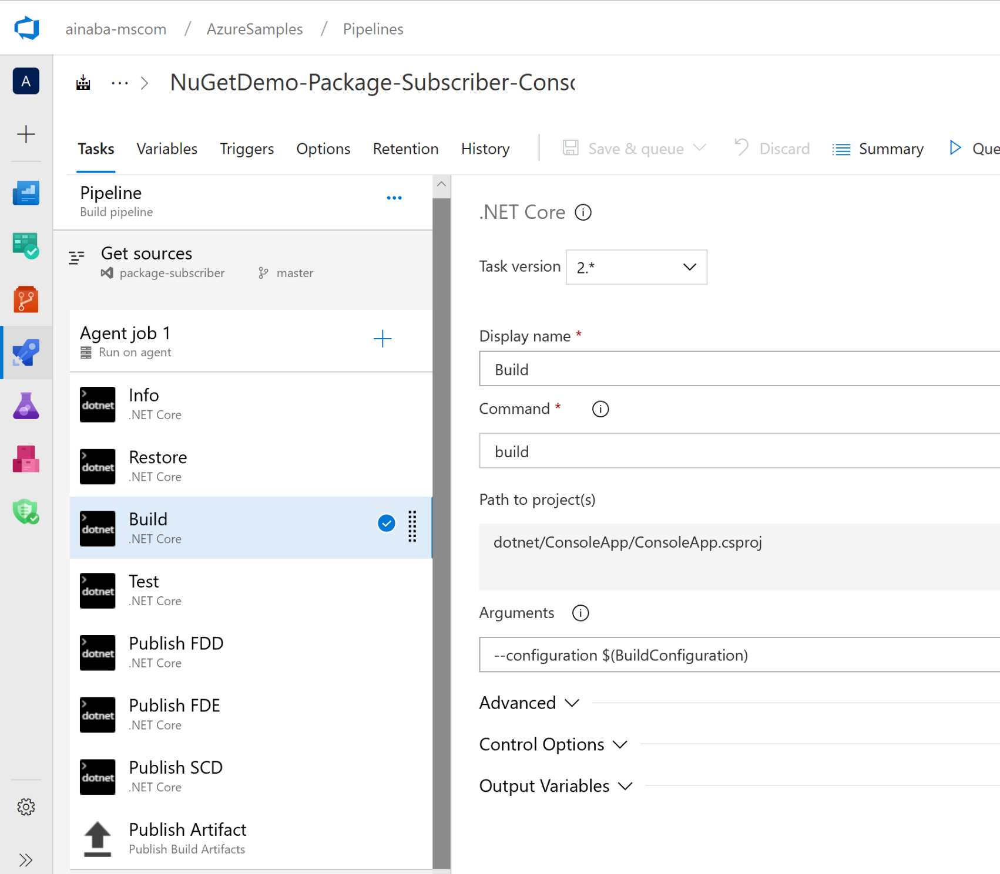 ainaba-mscom / AzureSamples / Pipelines
A
... > NuGetDemo-Package-Subscriber-Conso
Tasks Variables Triggers Options Retention History Save & queue Discard Summary Que
Pipeline
Build pipeline
Get sources
package-subscriber master
Agent job 1
Run on agent
dotnet Info
.NET Core
dotnet Restore
.NET Core
dotnet Build
.NET Core
dotnet Test
.NET Core
dotnet Publish FDD
.NET Core
dotnet Publish FDE
.NET Core
dotnet Publish SCD
.NET Core
Publish Artifact
Publish Build Artifacts
.NET Core
Task version 2.*
Display name *
Build
Command *
build
Path to project(s)
dotnet/ConsoleApp/ConsoleApp.csproj
Arguments
--configuration $(BuildConfiguration)
Advanced
Control Options
Output Variables